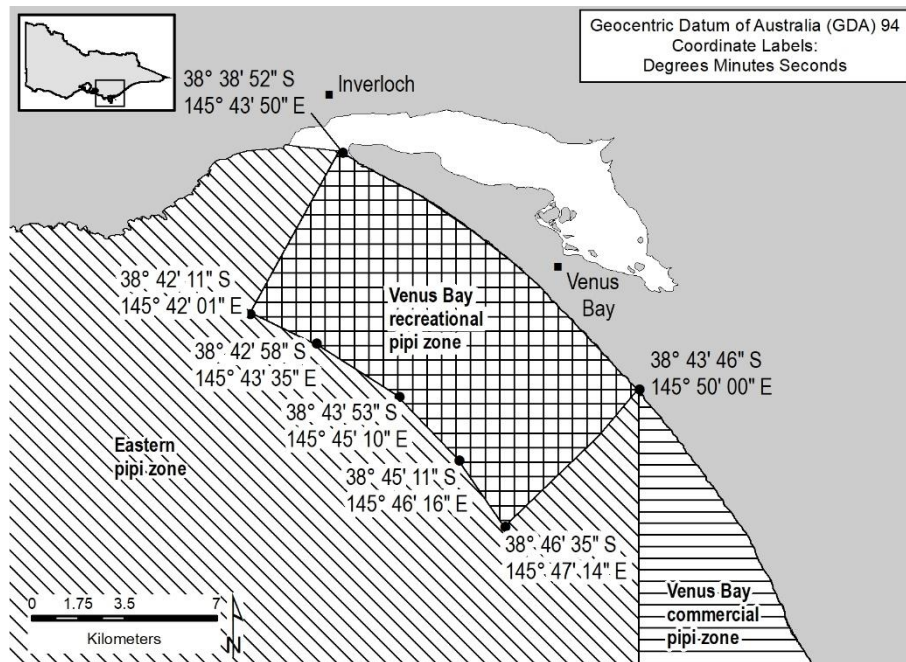 Geocentric Datum of Australia (GDA) 94
Coordinate Labels:
Degrees Minutes Seconds
38° 38' 52" S
145° 43' 50" E
Inverloch
Venus
Bay
38° 42' 11" S
145° 42' 01" E
Venus Bay
recreational
pipi zone
38° 42' 58" S
145° 43' 35" E
38° 43' 46" S
145° 50' 00" E
38° 43' 53" S
145° 45' 10" E
Eastern
pipi zone
38° 45' 11" S
145° 46' 16" E
38° 46' 35" S
145° 47' 14" E
Venus Bay
commercial
pipi zone
0 1.75 3.5 7
Kilometers
N